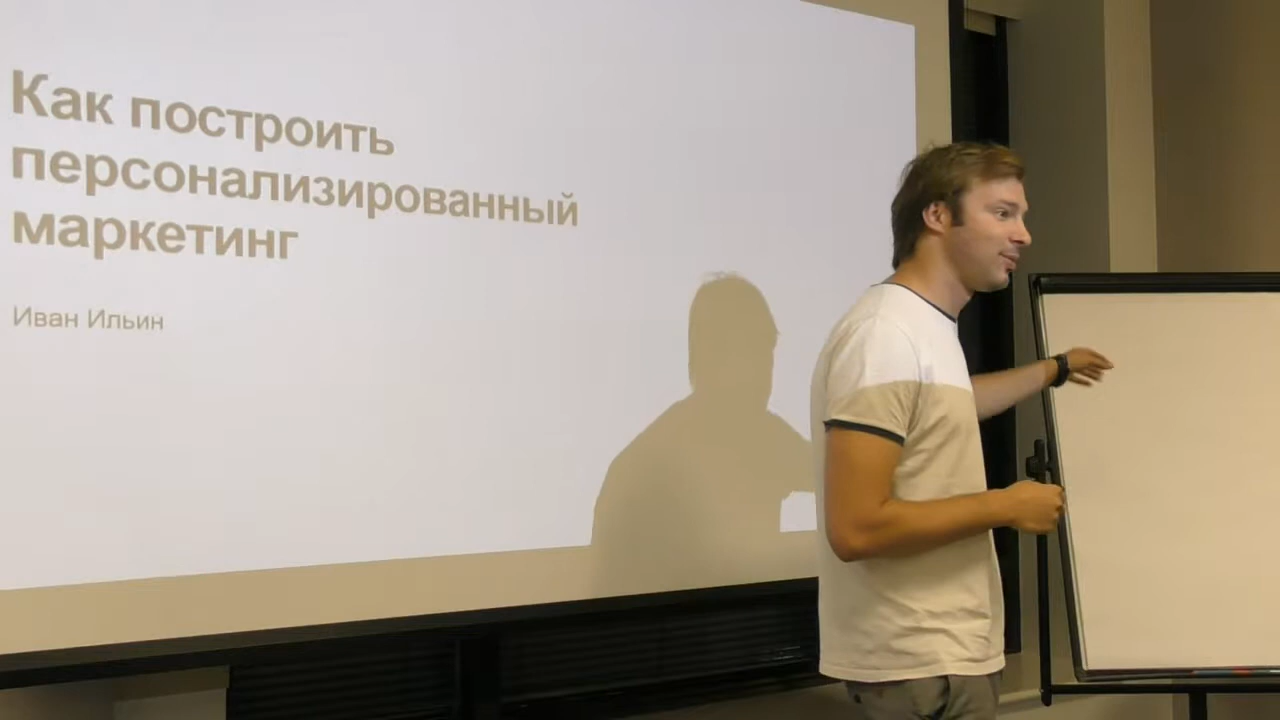 Как построить
персонализированный
маркетинг
Иван Ильин